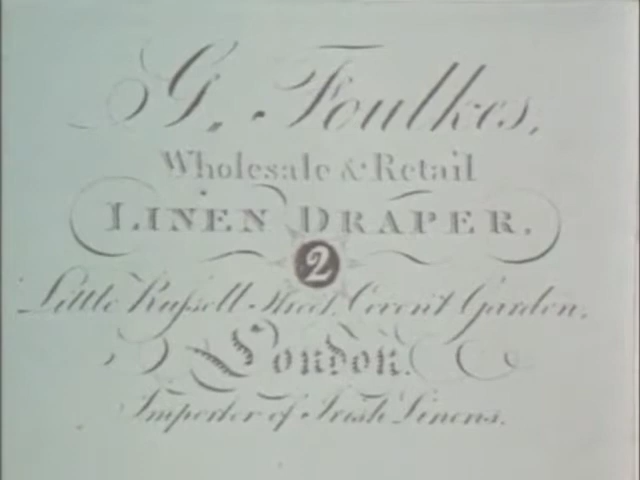 G. Foulkes,
Wholesale & Retail
LINEN DRAPER.
2
Little Russell Street, Covent Garden,
London.
Importer of Irish Linens.